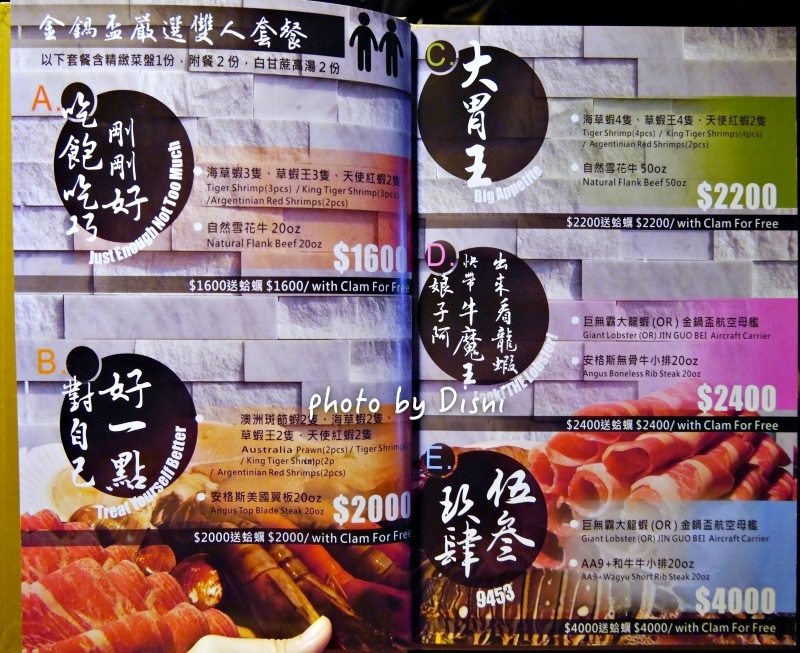 金鍋盃嚴選雙人套餐
以下套餐含精緻菜盤1份，附餐2份，白甘蔗高湯2份
A.
吃飽吃巧
剛剛好
Just Enough Not Too Much
海草蝦3隻、草蝦王3隻、天使紅蝦2隻
Tiger Shrimp(3pcs) / King Tiger Shrimp(3pcs)
/Argentinian Red Shrimps(2pcs)
自然雪花牛 20oz
Natural Flank Beef 20oz
$1600
$1600送蛤蠣 $1600/ with Clam For Free
B.
對自己
好一點
Treat Yourself Better
澳洲斑節蝦2隻、海草蝦2隻、
草蝦王2隻、天使紅蝦2隻
Australia Prawn(2pcs) / Tiger Shrimp
/ King Tiger Shrimp(2p
/ Argentinian Red Shrimps(2pcs)
安格斯美國翼板20oz
Angus Top Blade Steak 20oz
$2000
$2000送蛤蠣 $2000/ with Clam For Free
C.
大胃王
Big Appetite
海草蝦4隻、草蝦王4隻、天使紅蝦2隻
Tiger Shrimp(4pcs) / King Tiger Shrimp(4pcs)
/ Argentinian Red Shrimps(2pcs)
自然雪花牛 50oz
Natural Flank Beef 50oz
$2200
$2200送蛤蠣 $2200/ with Clam For Free
D.
娘子阿
快帶牛魔王
出來看龍蝦
巨無霸大龍蝦 (OR) 金鍋盃航空母艦
Giant Lobster (OR) JIN GUO BEI Aircraft Carrier
安格斯無骨牛小排20oz
Angus Boneless Rib Steak 20oz
$2400
$2400送蛤蠣 $2400/ with Clam For Free
photo by Disni
E.
玖肆
伍叁
9453
巨無霸大龍蝦 (OR) 金鍋盃航空母艦
Giant Lobster (OR) JIN GUO BEI Aircraft Carrier
AA9+和牛牛小排20oz
AA9+Wagyu Short Rib Steak 20oz
$4000
$4000送蛤蠣 $4000/ with Clam For Free